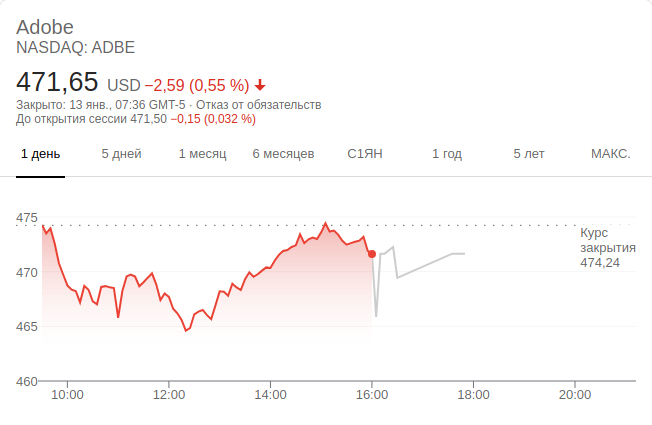 Adobe
NASDAQ: ADBE
471,65 USD −2,59 (0,55 %)
Закрыто: 13 янв., 07:36 GMT-5 · Отказ от обязательств
До открытия сессии 471,50 −0,15 (0,032 %)
1 день 5 дней 1 месяц 6 месяцев С1ЯН 1 год 5 лет МАКС.
475
Курс
закрытия
474,24
470
465
460
10:00 12:00 14:00 16:00 18:00 20:00